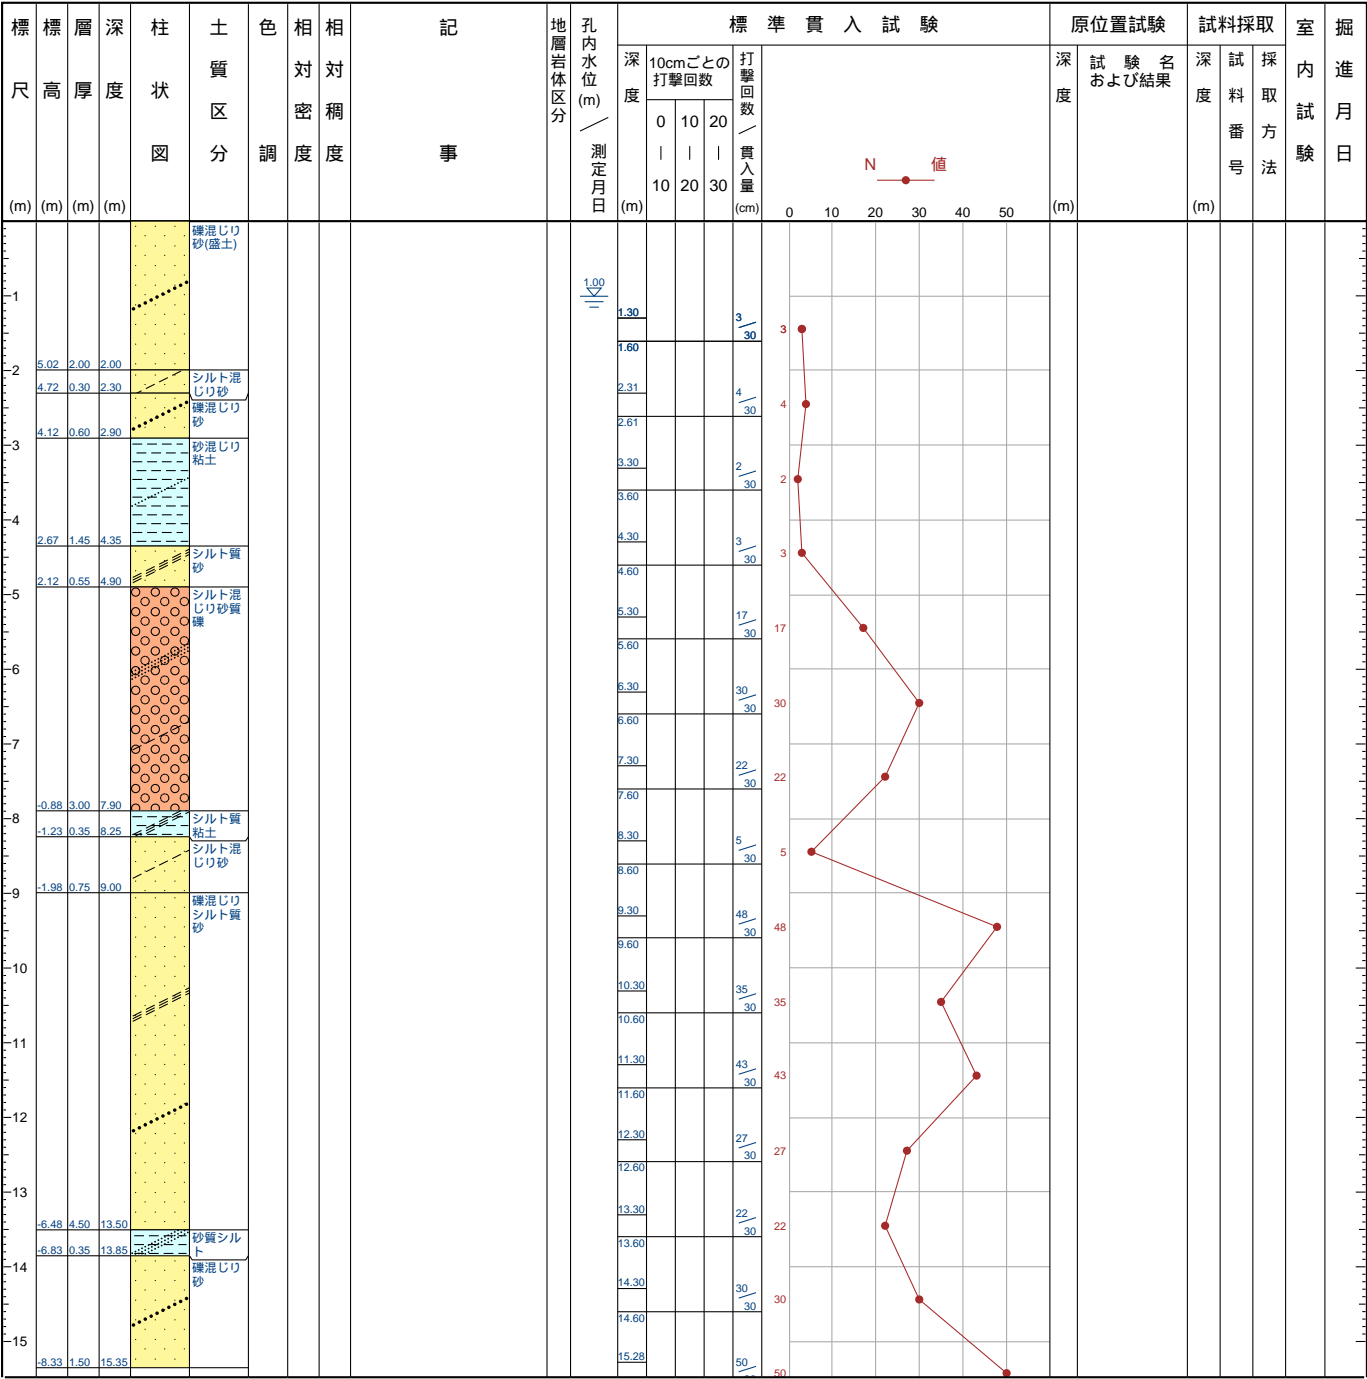 標尺
(m)
標高
(m)
層厚
(m)
深度
(m)
柱状図
土質区分
色調
相対密度
相対稠度
記事
地層岩体区分
孔内水位(m)／測定月日
標準貫入試験
深度
(m)
10cmごとの
打撃回数
0 10 20
| | |
10 20 30
打撃回数／貫入量
(cm)
N 値
0 10 20 30 40 50
原位置試験
深度
(m)
試験名
および結果
試料採取
深度
(m)
試料番号
採取方法
室内試験
掘進月日
礫混じり
砂(盛土)
1.00
1
1.30 3/30 3
1.60
5.02 2.00 2.00
2
シルト混
じり砂
4.72 0.30 2.30
2.31 4/30 4
礫混じり
砂
2.61
4.12 0.60 2.90
3
砂混じり
粘土
3.30 2/30 2
3.60
4
4.30 3/30 3
2.67 1.45 4.35
シルト質
砂
4.60
2.12 0.55 4.90
5
シルト混
じり砂質
礫
5.30 17/30 17
5.60
6
6.30 30/30 30
6.60
7
7.30 22/30 22
7.60
-0.88 3.00 7.90
8
シルト質
粘土
-1.23 0.35 8.25
8.30 5/30 5
シルト混
じり砂
8.60
-1.98 0.75 9.00
9
礫混じり
シルト質
砂
9.30 48/30 48
9.60
10
10.30 35/30 35
10.60
11
11.30 43/30 43
11.60
12
12.30 27/30 27
12.60
13
13.30 22/30 22
-6.48 4.50 13.50
砂質シル
ト
13.60
-6.83 0.35 13.85
14
礫混じり
砂
14.30 30/30 30
14.60
15
15.28 50 50
-8.33 1.50 15.35